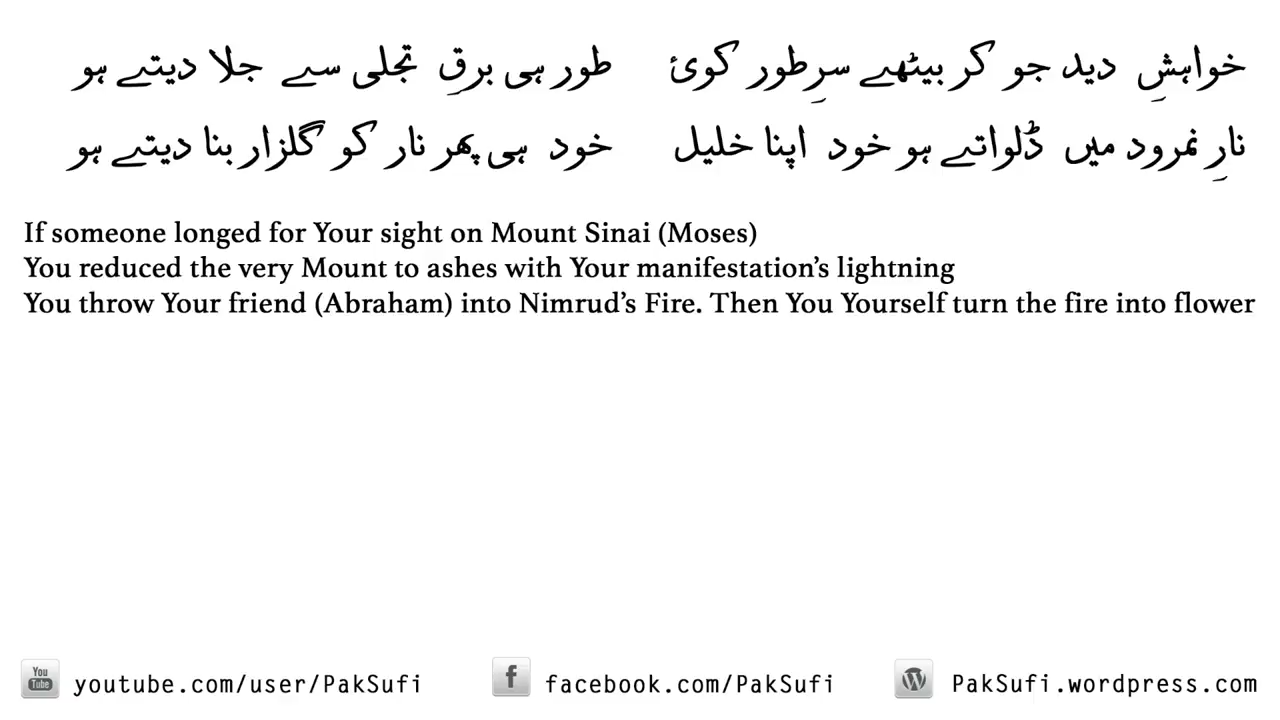 خواہشِ دید جو کر بیٹھے سرِ طور کوئ طور ہی برقِ تجلی سے جلا دیتے ہو
نارِ نمرود میں ڈلواتے ہو خود اپنا خلیل خود ہی پھر نار کو گلزار بنا دیتے ہو
If someone longed for Your sight on Mount Sinai (Moses)
You reduced the very Mount to ashes with Your manifestation’s lightning
You throw Your friend (Abraham) into Nimrud’s Fire. Then You Yourself turn the fire into flower
You Tube youtube.com/user/PakSufi f facebook.com/PakSufi W PakSufi.wordpress.com